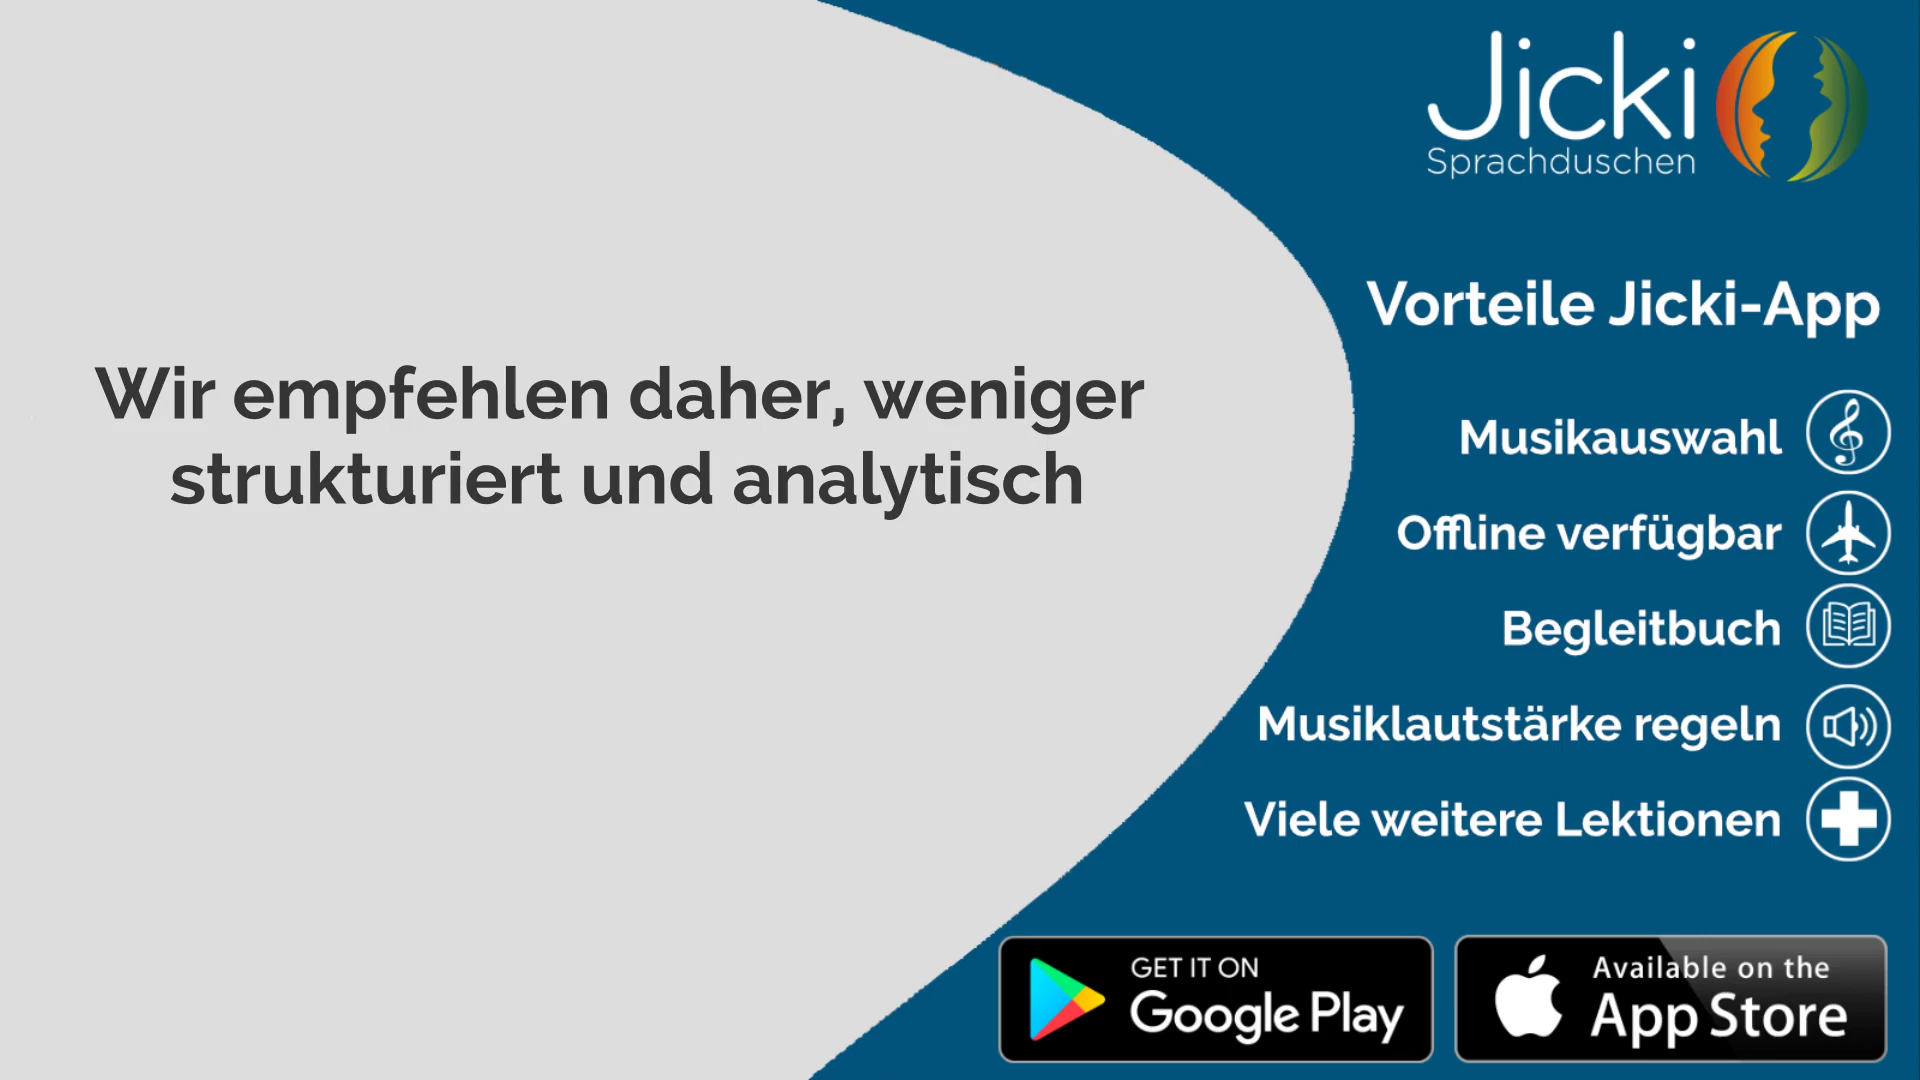 Wir empfehlen daher, weniger
strukturiert und analytisch
Jicki
Sprachduschen
Vorteile Jicki-App
Musikauswahl
Offline verfügbar
Begleitbuch
Musiklautstärke regeln
Viele weitere Lektionen
GET IT ON
Google Play
Available on the
App Store